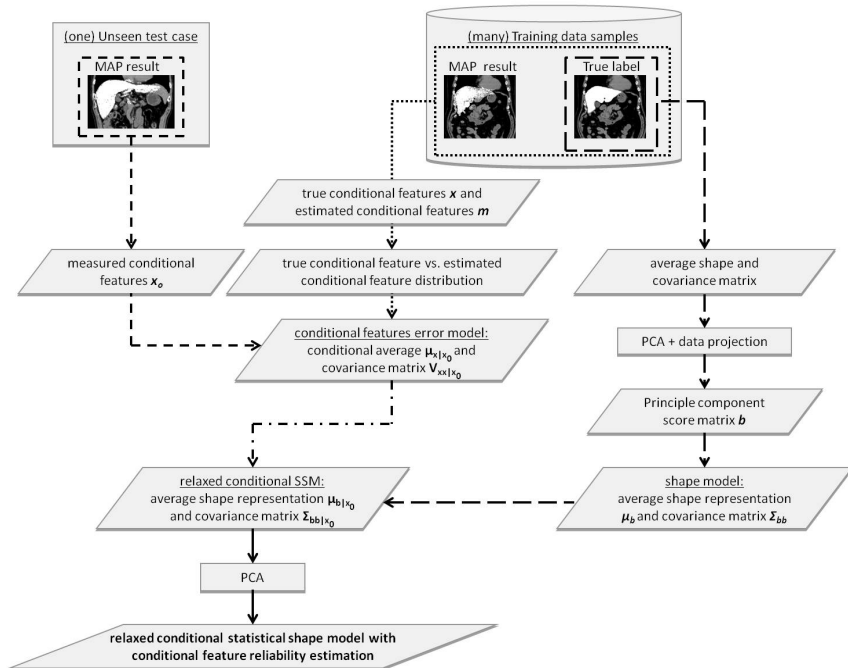 (one) Unseen test case
MAP result
(many) Training data samples
MAP result
True label
true conditional features x and
estimated conditional features m
measured conditional
features xₒ
true conditional feature vs. estimated
conditional feature distribution
average shape and
covariance matrix
conditional features error model:
conditional average μx|x₀ and
covariance matrix Vxx|x₀
PCA + data projection
Principle component
score matrix b
relaxed conditional SSM:
average shape representation μb|x₀
and covariance matrix Σbb|x₀
shape model:
average shape representation
μb and covariance matrix Σbb
PCA
relaxed conditional statistical shape model with
conditional feature reliability estimation